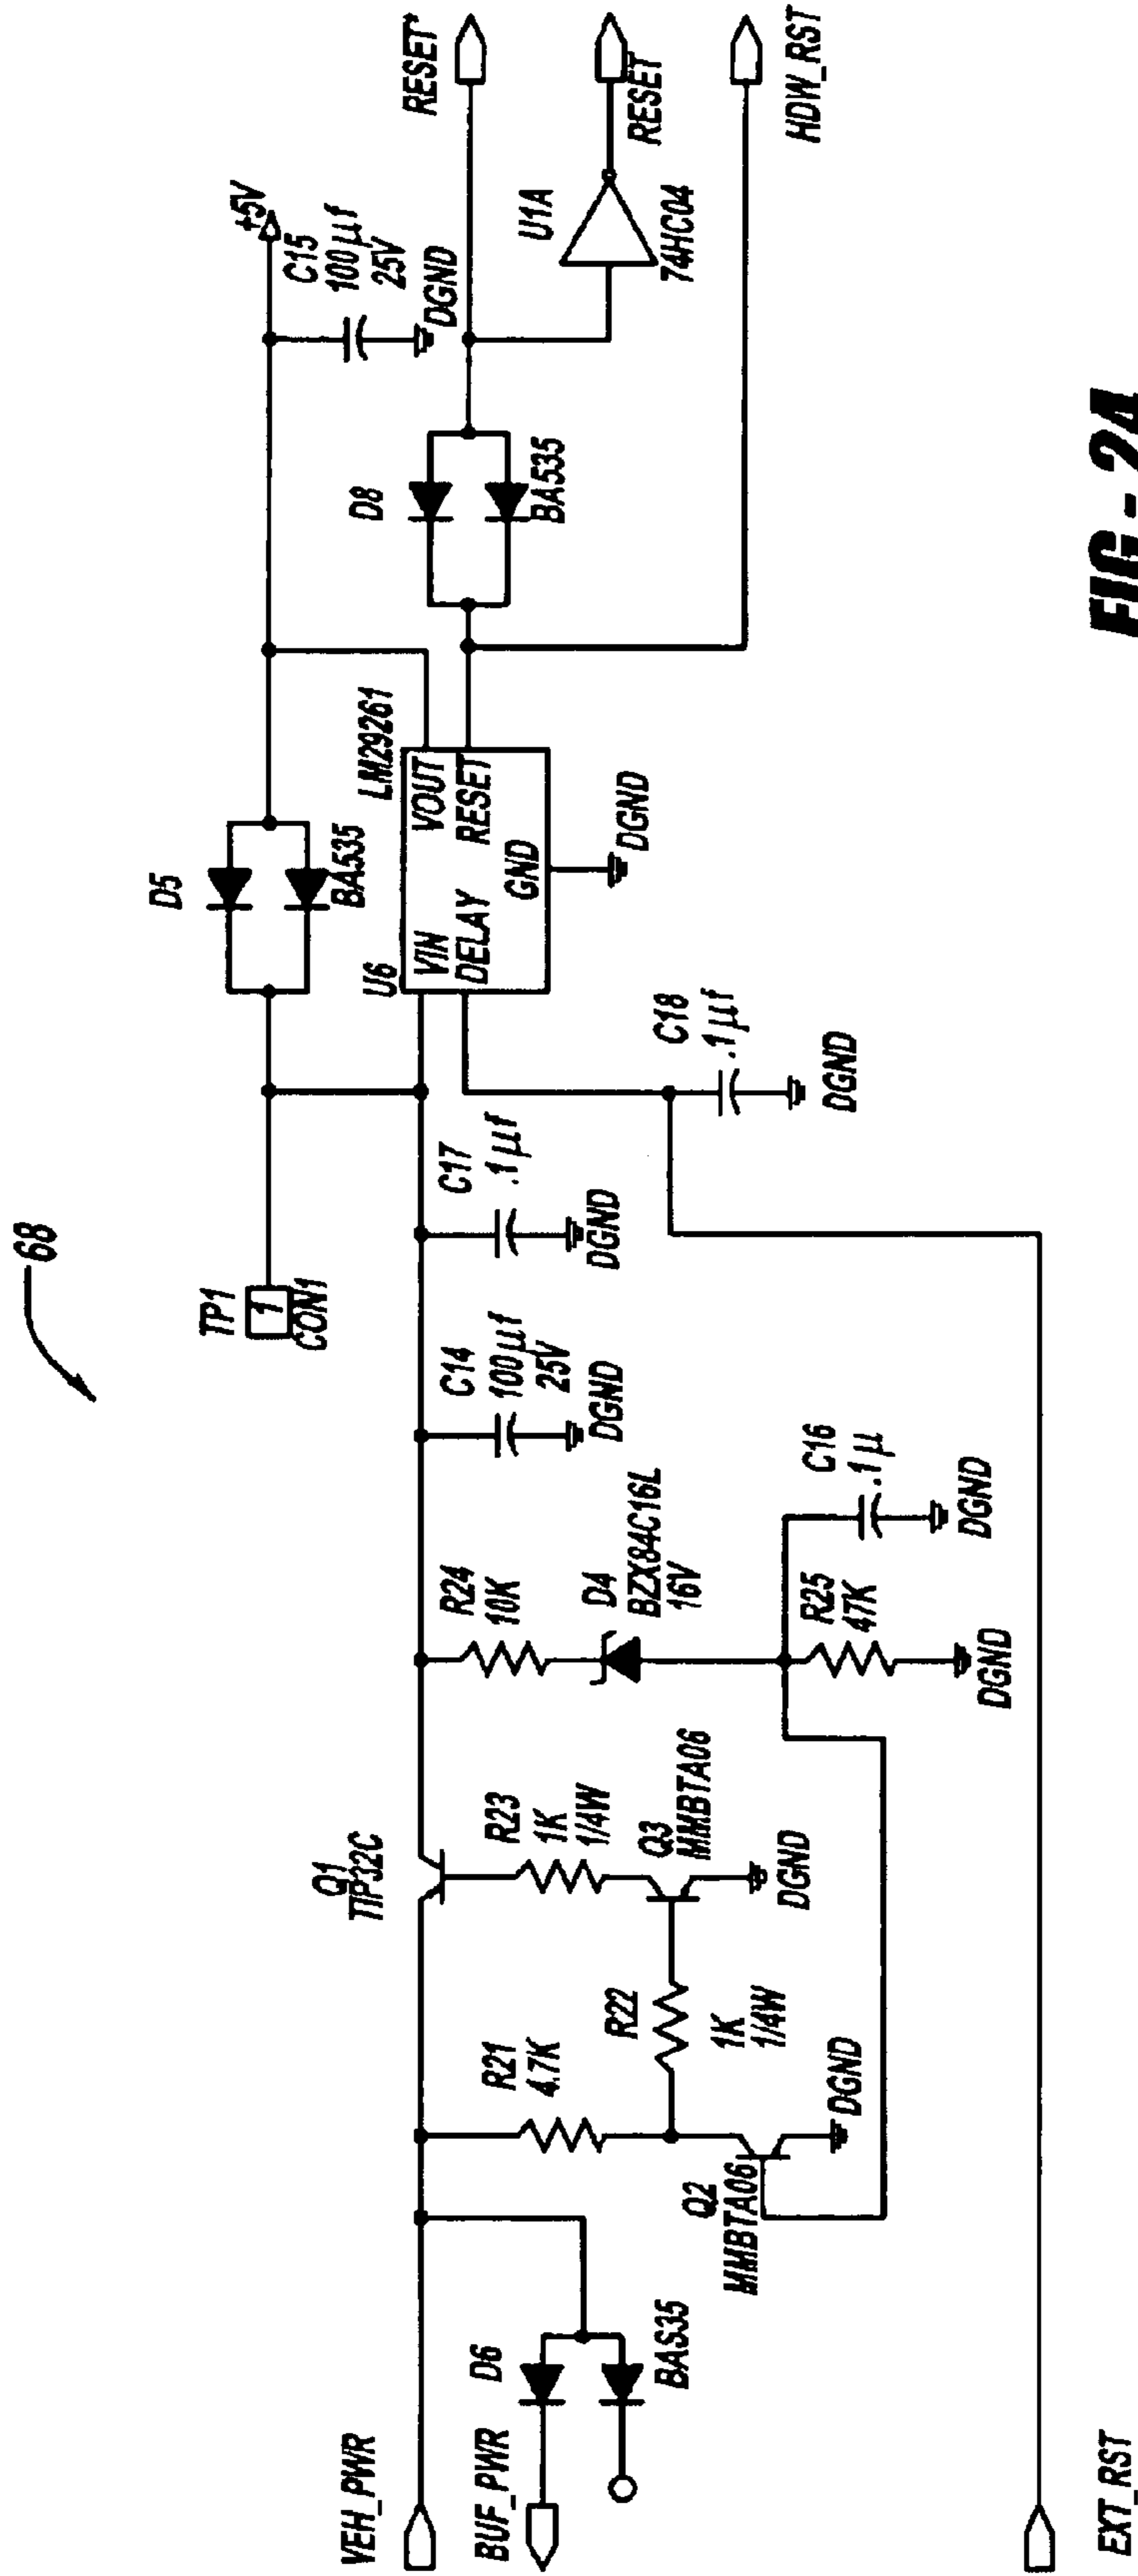 68
VEH_PWR
BUF_PWR
D6
BAS35
R21
4.7K
R22
1K
1/4W
Q2
MMBTA06
DGND
Q1
TIP32C
R23
1K
1/4W
Q3
MMBTA06
DGND
R24
10K
D4
BZX84C16L
16V
R25
47K
DGND
C16
.1µ
DGND
C14
100µf
25V
DGND
C17
.1µf
DGND
TP1
1
CON1
D5
BA535
U6
LM29261
VIN
VOUT
DELAY
RESET
GND
DGND
C18
.1µf
DGND
D8
BA535
+5V
C15
100µf
25V
DGND
RESET*
U1A
74HC04
RESET
HDW_RST
EXT_RST
FIG - 2A